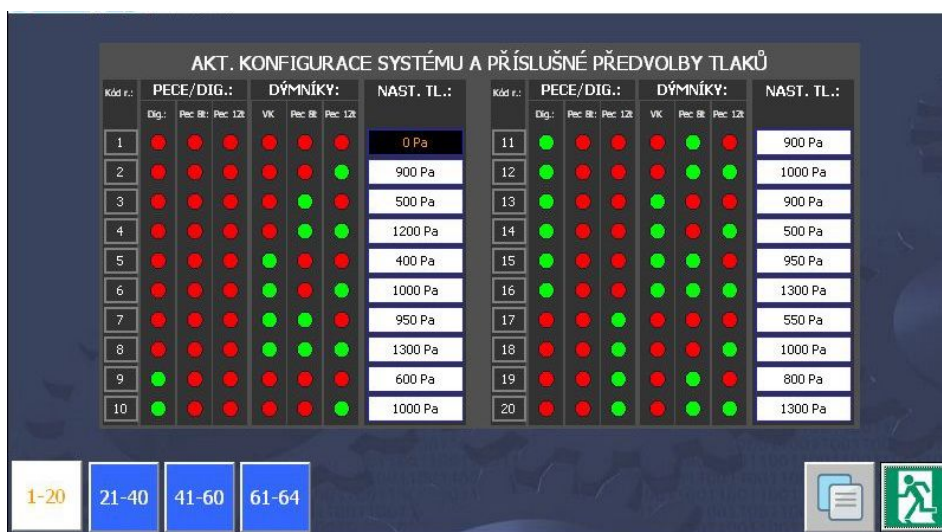 AKT. KONFIGURACE SYSTÉMU A PŘÍSLUŠNÉ PŘEDVOLBY TLAKŮ
Kód r.: PECE/DIG.: DÝMNÍKY: NAST. TL.: Kód r.: PECE/DIG.: DÝMNÍKY: NAST. TL.:
Dig.: Pec 8t: Pec 12t VK Pec 8t Pec 12t Dig.: Pec 8t: Pec 12t VK Pec 8t Pec 12t
1 0 Pa 11 900 Pa
2 900 Pa 12 1000 Pa
3 500 Pa 13 900 Pa
4 1200 Pa 14 500 Pa
5 400 Pa 15 950 Pa
6 1000 Pa 16 1300 Pa
7 950 Pa 17 550 Pa
8 1300 Pa 18 1000 Pa
9 600 Pa 19 800 Pa
10 1000 Pa 20 1300 Pa
1-20 21-40 41-60 61-64